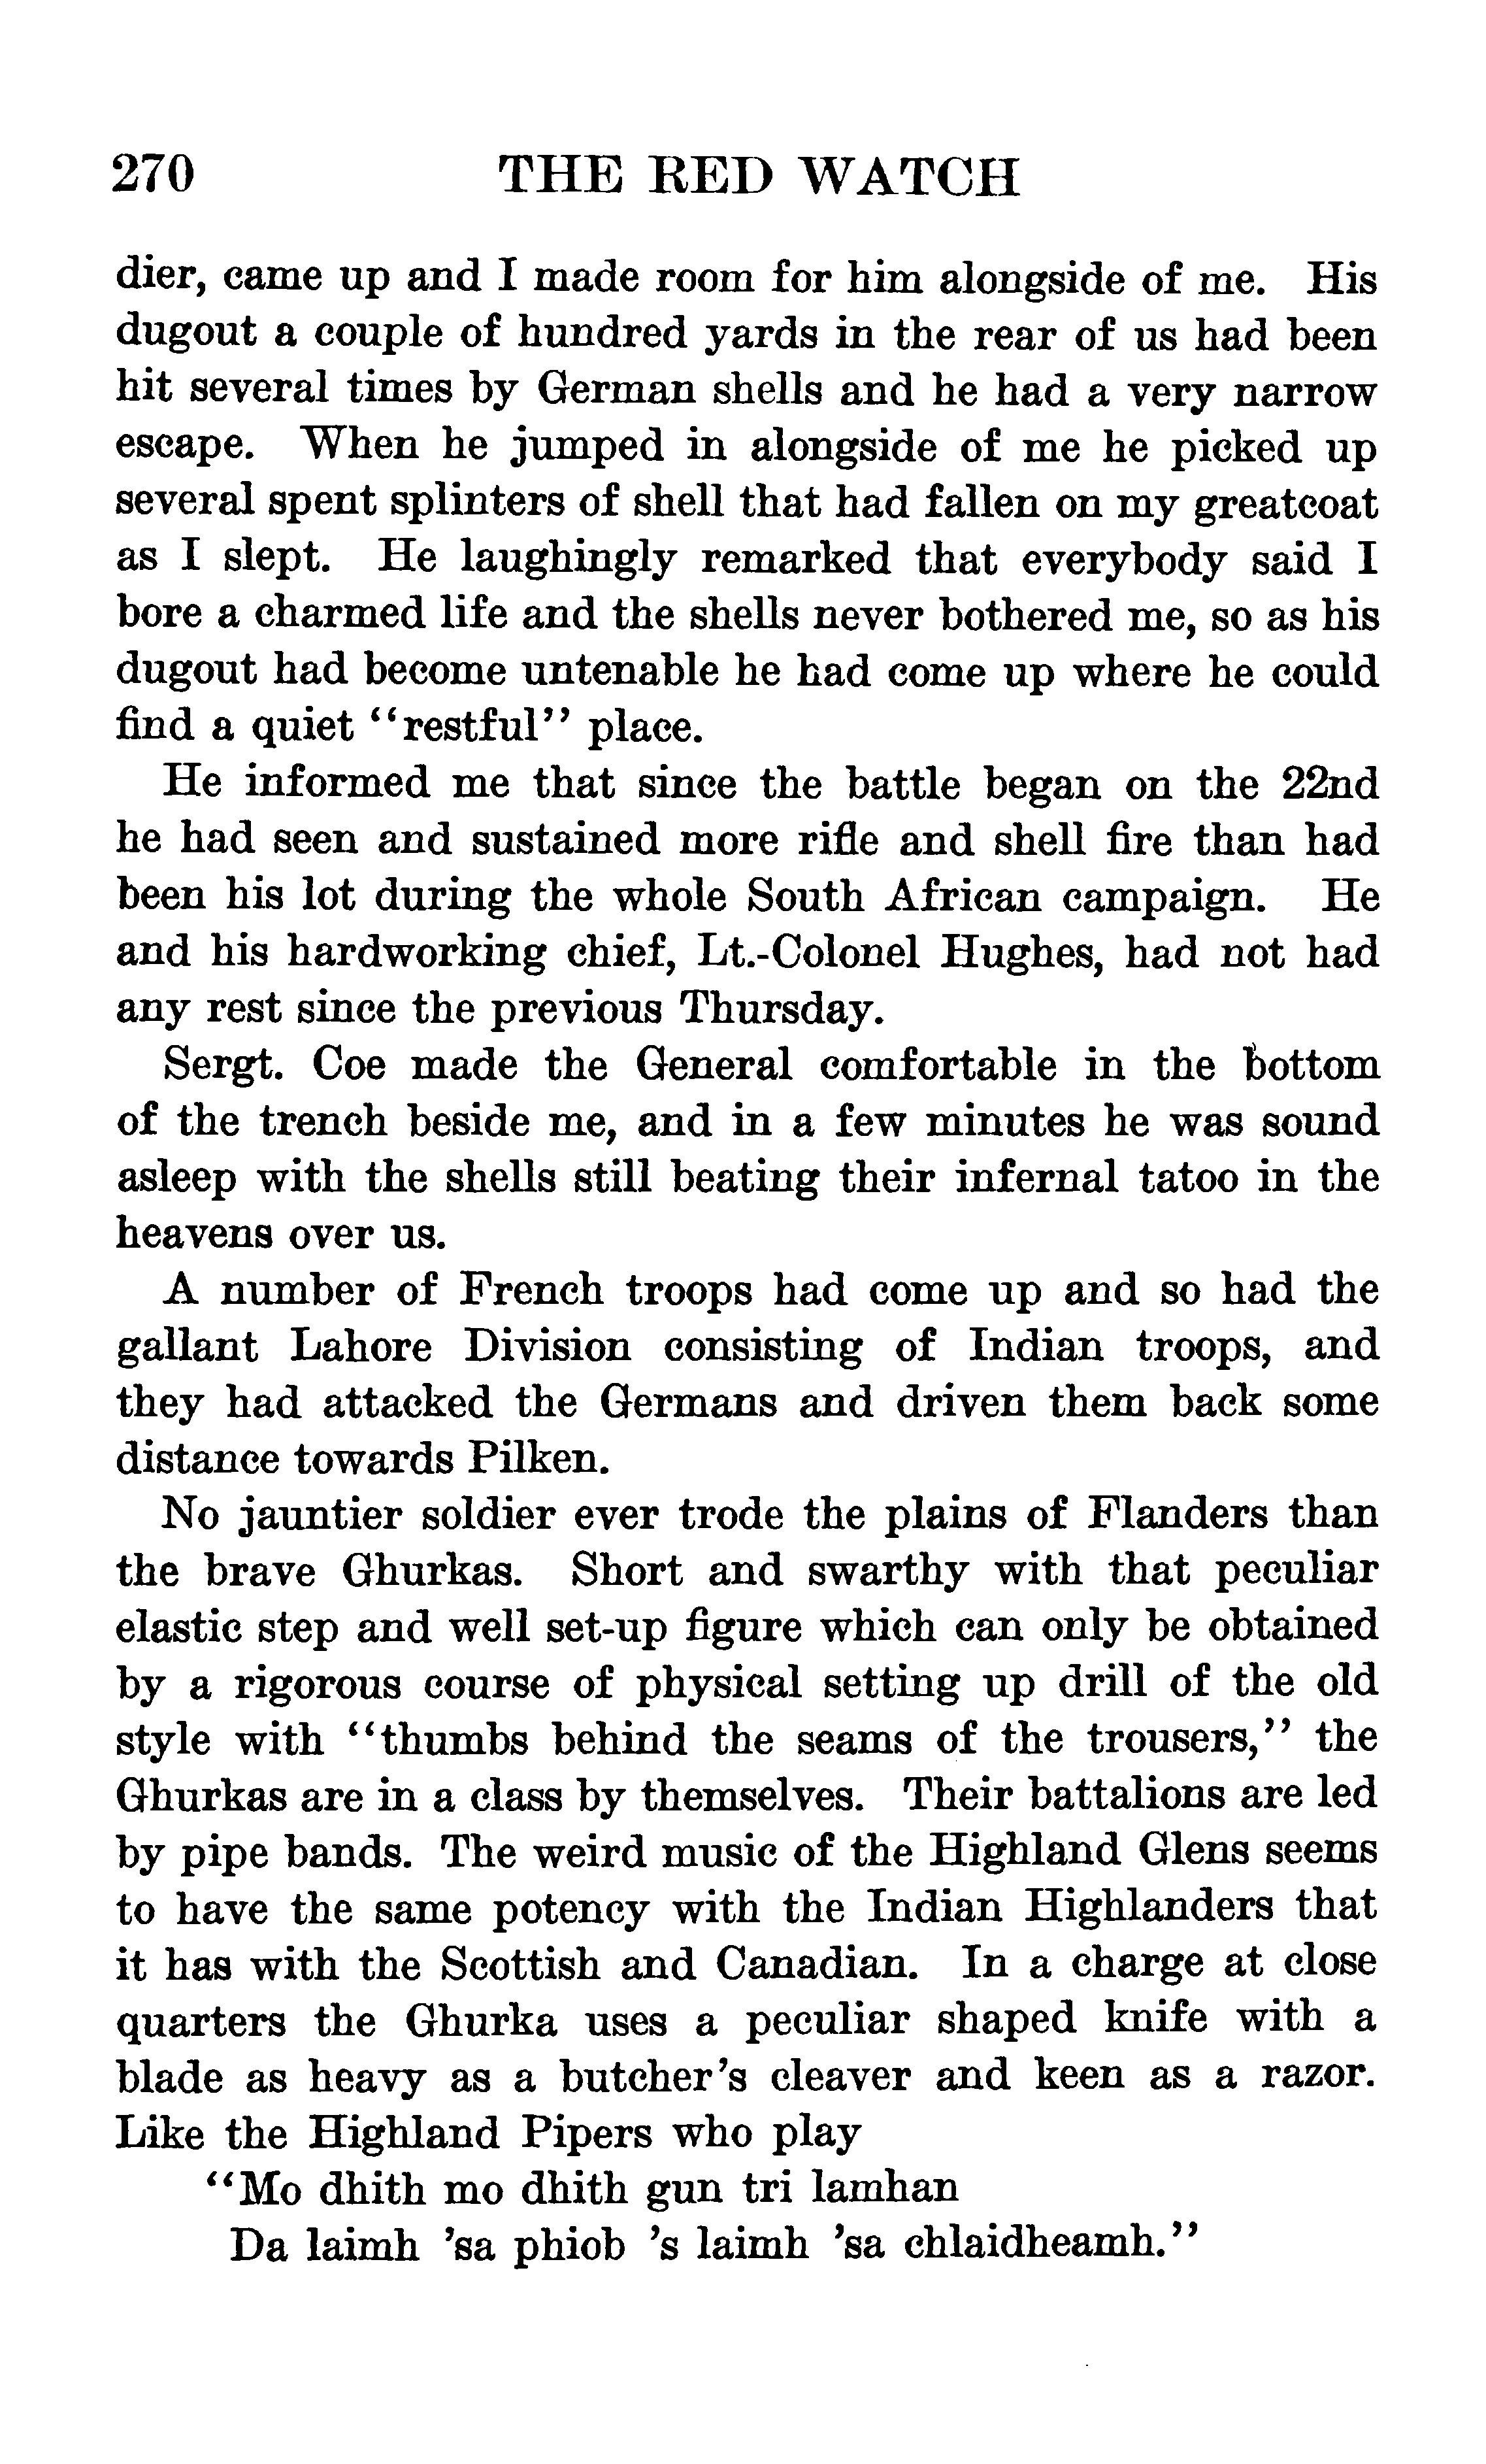 270 THE RED WATCH
dier, came up and I made room for him alongside of me. His
dugout a couple of hundred yards in the rear of us had been
hit several times by German shells and he had a very narrow
escape. When he jumped in alongside of me he picked up
several spent splinters of shell that had fallen on my greatcoat
as I slept. He laughingly remarked that everybody said I
bore a charmed life and the shells never bothered me, so as his
dugout had become untenable he had come up where he could
find a quiet "restful" place.
He informed me that since the battle began on the 22nd
he had seen and sustained more rifle and shell fire than had
been his lot during the whole South African campaign. He
and his hardworking chief, Lt.-Colonel Hughes, had not had
any rest since the previous Thursday.
Sergt. Coe made the General comfortable in the bottom
of the trench beside me, and in a few minutes he was sound
asleep with the shells still beating their infernal tatoo in the
heavens over us.
A number of French troops had come up and so had the
gallant Lahore Division consisting of Indian troops, and
they had attacked the Germans and driven them back some
distance towards Pilken.
No jauntier soldier ever trode the plains of Flanders than
the brave Ghurkas. Short and swarthy with that peculiar
elastic step and well set-up figure which can only be obtained
by a rigorous course of physical setting up drill of the old
style with "thumbs behind the seams of the trousers," the
Ghurkas are in a class by themselves. Their battalions are led
by pipe bands. The weird music of the Highland Glens seems
to have the same potency with the Indian Highlanders that
it has with the Scottish and Canadian. In a charge at close
quarters the Ghurka uses a peculiar shaped knife with a
blade as heavy as a butcher's cleaver and keen as a razor.
Like the Highland Pipers who play
"Mo dhith mo dhith gun tri lamhan
Da laimh 'sa phiob 's laimh 'sa chlaidheamh."